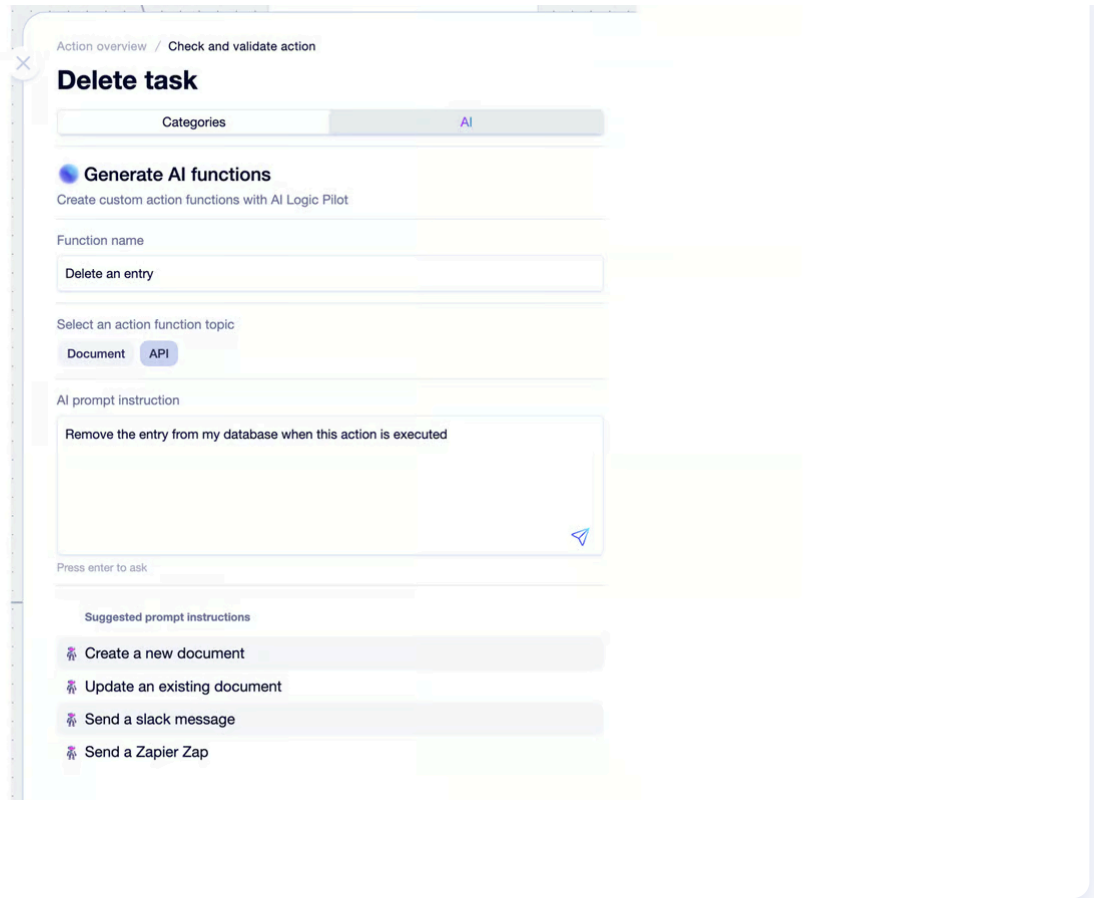 Action overview / Check and validate action
Delete task
Categories AI
Generate AI functions
Create custom action functions with AI Logic Pilot
Function name
Delete an entry
Select an action function topic
Document API
AI prompt instruction
Remove the entry from my database when this action is executed
Press enter to ask
Suggested prompt instructions
Create a new document
Update an existing document
Send a slack message
Send a Zapier Zap